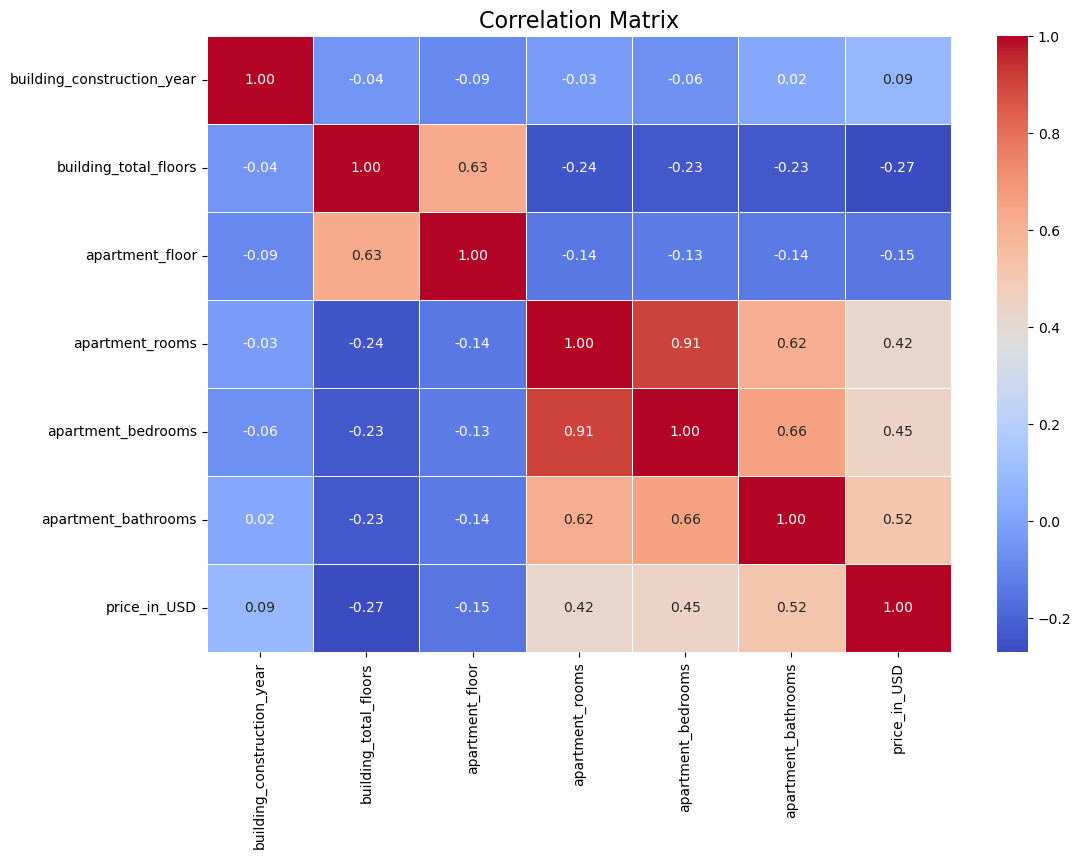 Correlation Matrix
building_construction_year 1.00 -0.04 -0.09 -0.03 -0.06 0.02 0.09
building_total_floors -0.04 1.00 0.63 -0.24 -0.23 -0.23 -0.27
apartment_floor -0.09 0.63 1.00 -0.14 -0.13 -0.14 -0.15
apartment_rooms -0.03 -0.24 -0.14 1.00 0.91 0.62 0.42
apartment_bedrooms -0.06 -0.23 -0.13 0.91 1.00 0.66 0.45
apartment_bathrooms 0.02 -0.23 -0.14 0.62 0.66 1.00 0.52
price_in_USD 0.09 -0.27 -0.15 0.42 0.45 0.52 1.00
building_construction_year
building_total_floors
apartment_floor
apartment_rooms
apartment_bedrooms
apartment_bathrooms
price_in_USD
1.0
0.8
0.6
0.4
0.2
0.0
−0.2